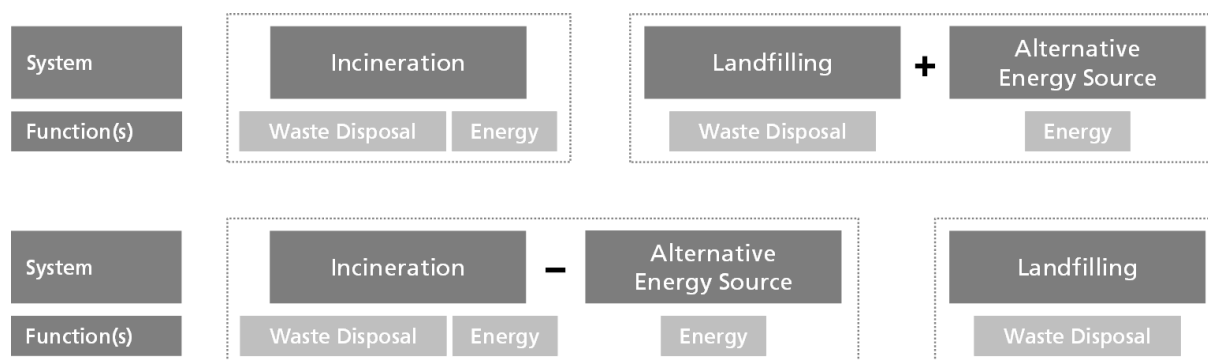 System
Incineration
Landfilling
+
Alternative
Energy Source
Function(s)
Waste Disposal
Energy
Waste Disposal
Energy
System
Incineration
–
Alternative
Energy Source
Landfilling
Function(s)
Waste Disposal
Energy
Energy
Waste Disposal